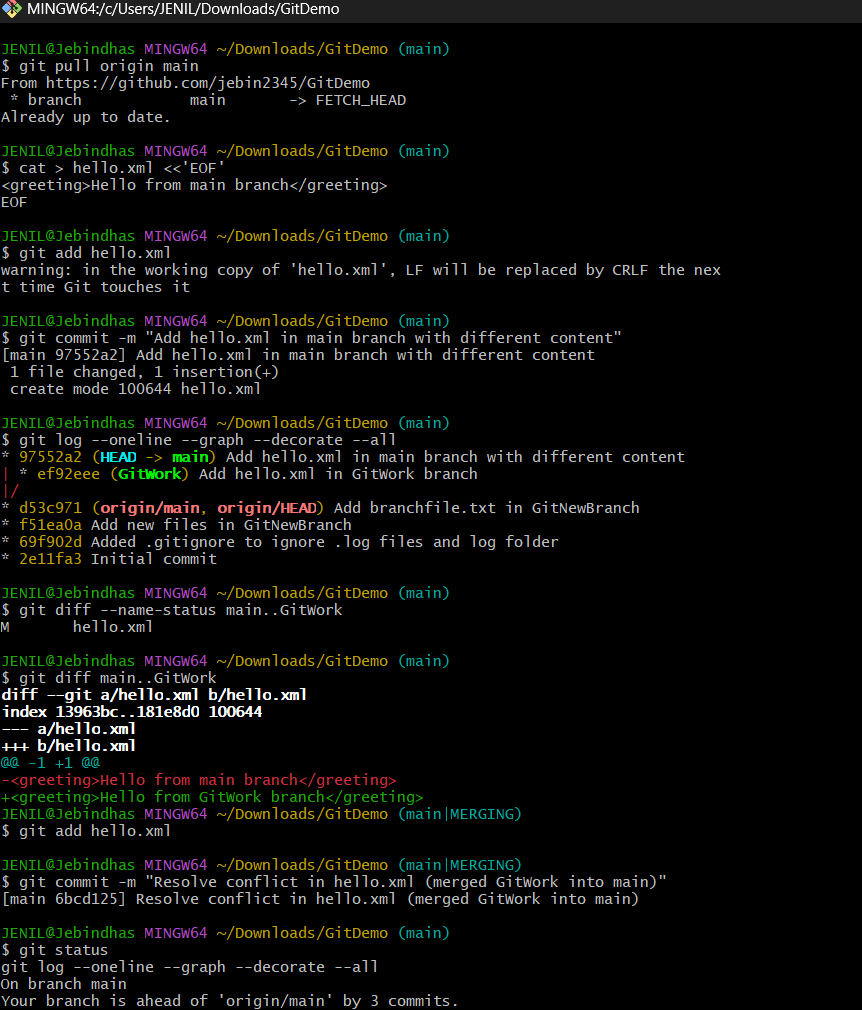 MINGW64:/c/Users/JENIL/Downloads/GitDemo
JENIL@Jebindhas MINGW64 ~/Downloads/GitDemo (main)
$ git pull origin main
From https://github.com/jebin2345/GitDemo
 * branch            main       -> FETCH_HEAD
Already up to date.
JENIL@Jebindhas MINGW64 ~/Downloads/GitDemo (main)
$ cat > hello.xml <<'EOF'
<greeting>Hello from main branch</greeting>
EOF
JENIL@Jebindhas MINGW64 ~/Downloads/GitDemo (main)
$ git add hello.xml
warning: in the working copy of 'hello.xml', LF will be replaced by CRLF the nex
t time Git touches it
JENIL@Jebindhas MINGW64 ~/Downloads/GitDemo (main)
$ git commit -m "Add hello.xml in main branch with different content"
[main 97552a2] Add hello.xml in main branch with different content
 1 file changed, 1 insertion(+)
 create mode 100644 hello.xml
JENIL@Jebindhas MINGW64 ~/Downloads/GitDemo (main)
$ git log --oneline --graph --decorate --all
* 97552a2 (HEAD -> main) Add hello.xml in main branch with different content
| * ef92eee (GitWork) Add hello.xml in GitWork branch
|/
* d53c971 (origin/main, origin/HEAD) Add branchfile.txt in GitNewBranch
* f51ea0a Add new files in GitNewBranch
* 69f902d Added .gitignore to ignore .log files and log folder
* 2e11fa3 Initial commit
JENIL@Jebindhas MINGW64 ~/Downloads/GitDemo (main)
$ git diff --name-status main..GitWork
M       hello.xml
JENIL@Jebindhas MINGW64 ~/Downloads/GitDemo (main)
$ git diff main..GitWork
diff --git a/hello.xml b/hello.xml
index 13963bc..181e8d0 100644
--- a/hello.xml
+++ b/hello.xml
@@ -1 +1 @@
-<greeting>Hello from main branch</greeting>
+<greeting>Hello from GitWork branch</greeting>
JENIL@Jebindhas MINGW64 ~/Downloads/GitDemo (main|MERGING)
$ git add hello.xml
JENIL@Jebindhas MINGW64 ~/Downloads/GitDemo (main|MERGING)
$ git commit -m "Resolve conflict in hello.xml (merged GitWork into main)"
[main 6bcd125] Resolve conflict in hello.xml (merged GitWork into main)
JENIL@Jebindhas MINGW64 ~/Downloads/GitDemo (main)
$ git status
git log --oneline --graph --decorate --all
On branch main
Your branch is ahead of 'origin/main' by 3 commits.